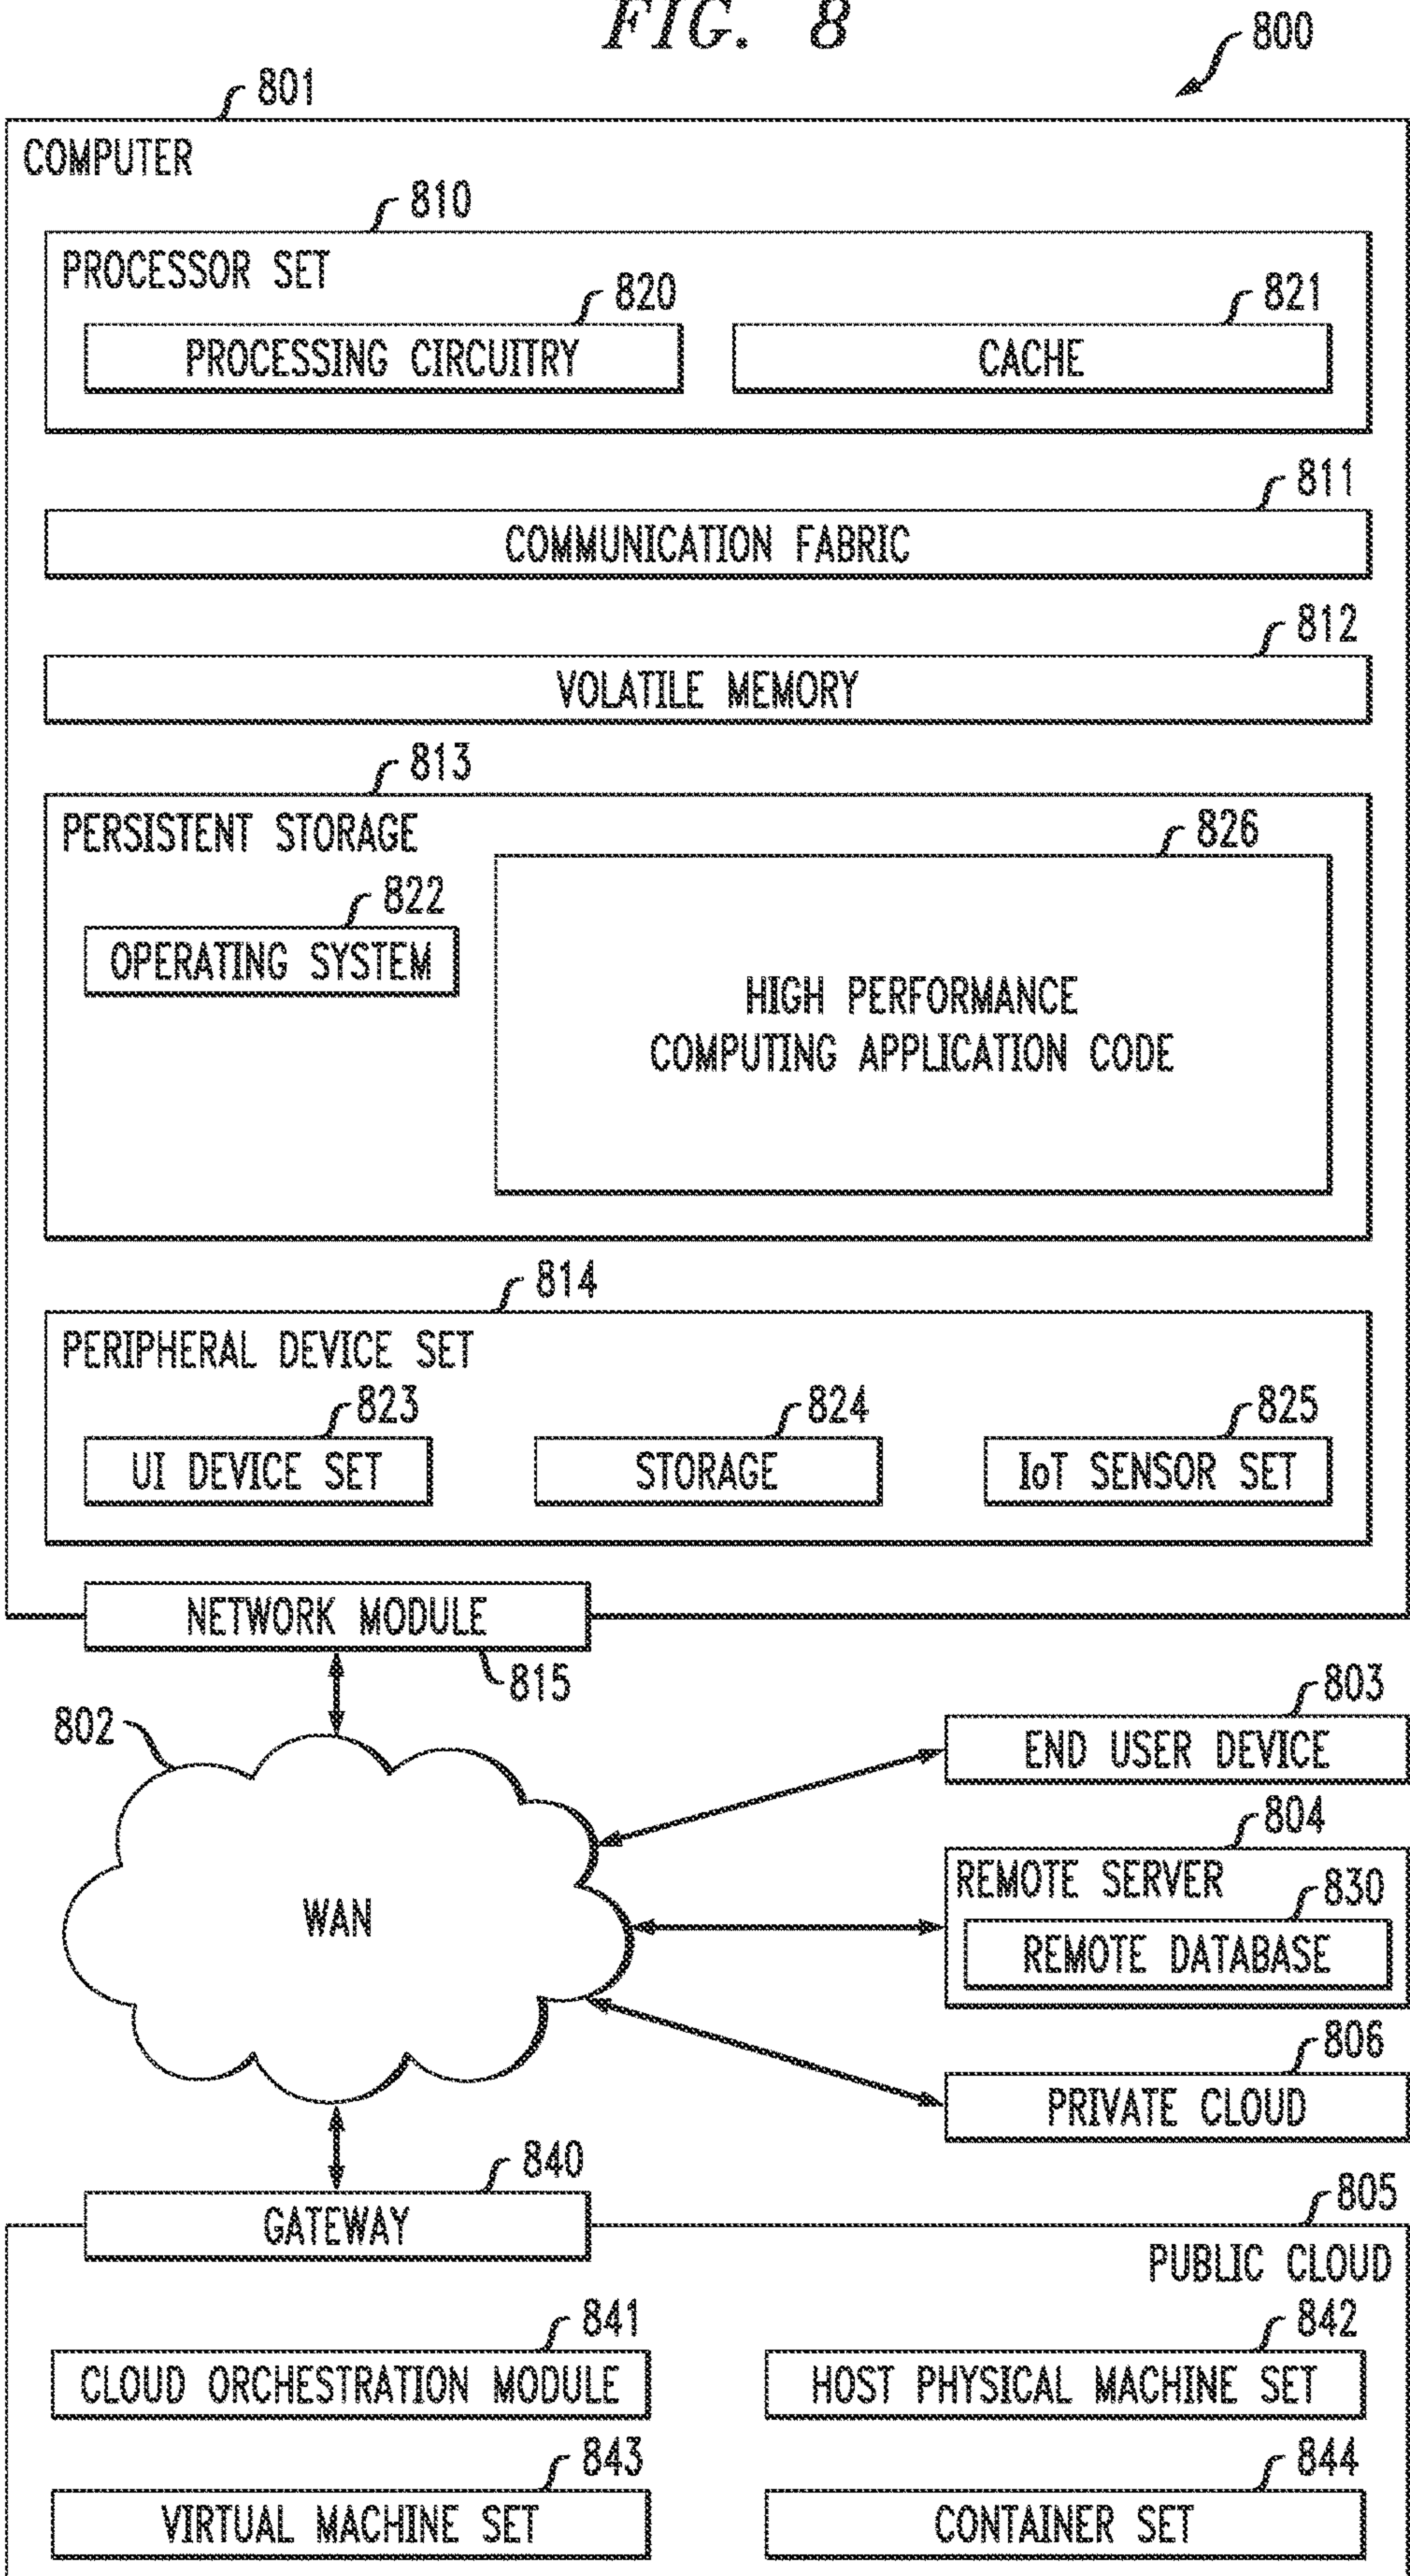 FIG. 8
800
801
COMPUTER
810
PROCESSOR SET
820
821
PROCESSING CIRCUITRY
CACHE
811
COMMUNICATION FABRIC
812
VOLATILE MEMORY
813
PERSISTENT STORAGE
826
822
OPERATING SYSTEM
HIGH PERFORMANCE
COMPUTING APPLICATION CODE
814
PERIPHERAL DEVICE SET
823
824
825
UI DEVICE SET
STORAGE
IoT SENSOR SET
NETWORK MODULE
815
802
803
END USER DEVICE
804
REMOTE SERVER
830
WAN
REMOTE DATABASE
806
PRIVATE CLOUD
840
GATEWAY
805
PUBLIC CLOUD
841
842
CLOUD ORCHESTRATION MODULE
HOST PHYSICAL MACHINE SET
843
844
VIRTUAL MACHINE SET
CONTAINER SET